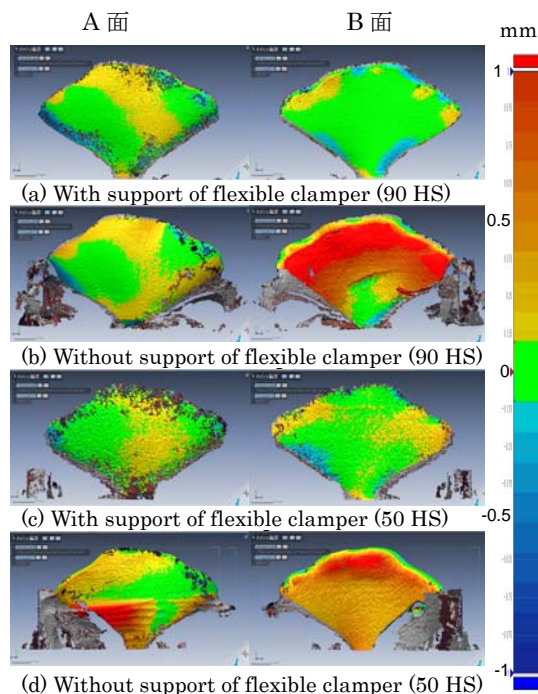 A 面
B 面
mm
1
(a) With support of flexible clamper (90 HS)
0.5
(b) Without support of flexible clamper (90 HS)
0
(c) With support of flexible clamper (50 HS)
-0.5
-1
(d) Without support of flexible clamper (50 HS)